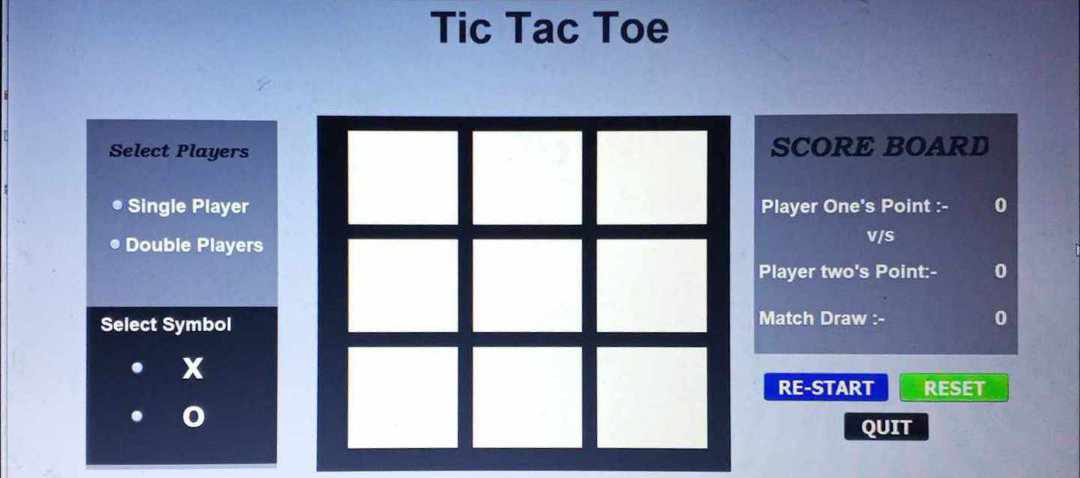 Tic Tac Toe
Select Players
Single Player
Double Players
Select Symbol
X
O
SCORE BOARD
Player One's Point :- 0
V/S
Player two's Point:- 0
Match Draw :- 0
RE-START
RESET
QUIT